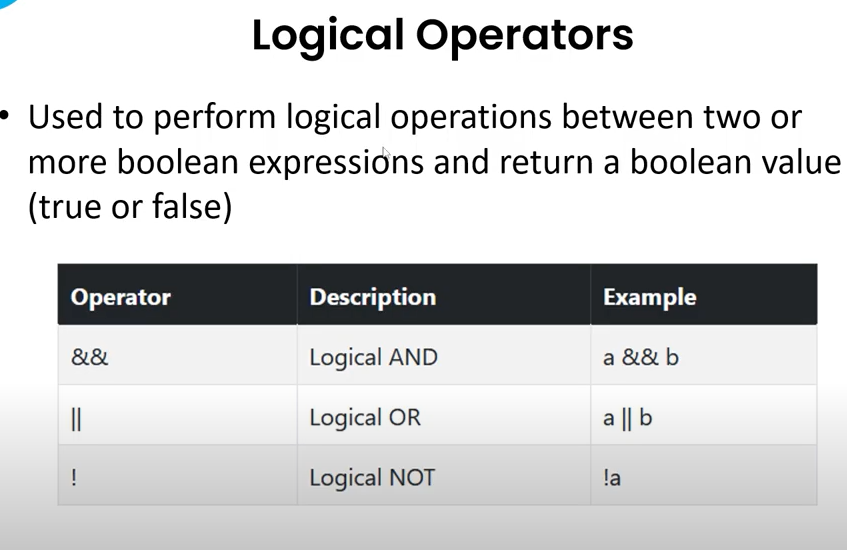 Logical Operators
• Used to perform logical operations between two or
more boolean expressions and return a boolean value
(true or false)
Operator Description Example
&& Logical AND a && b
|| Logical OR a || b
! Logical NOT !a